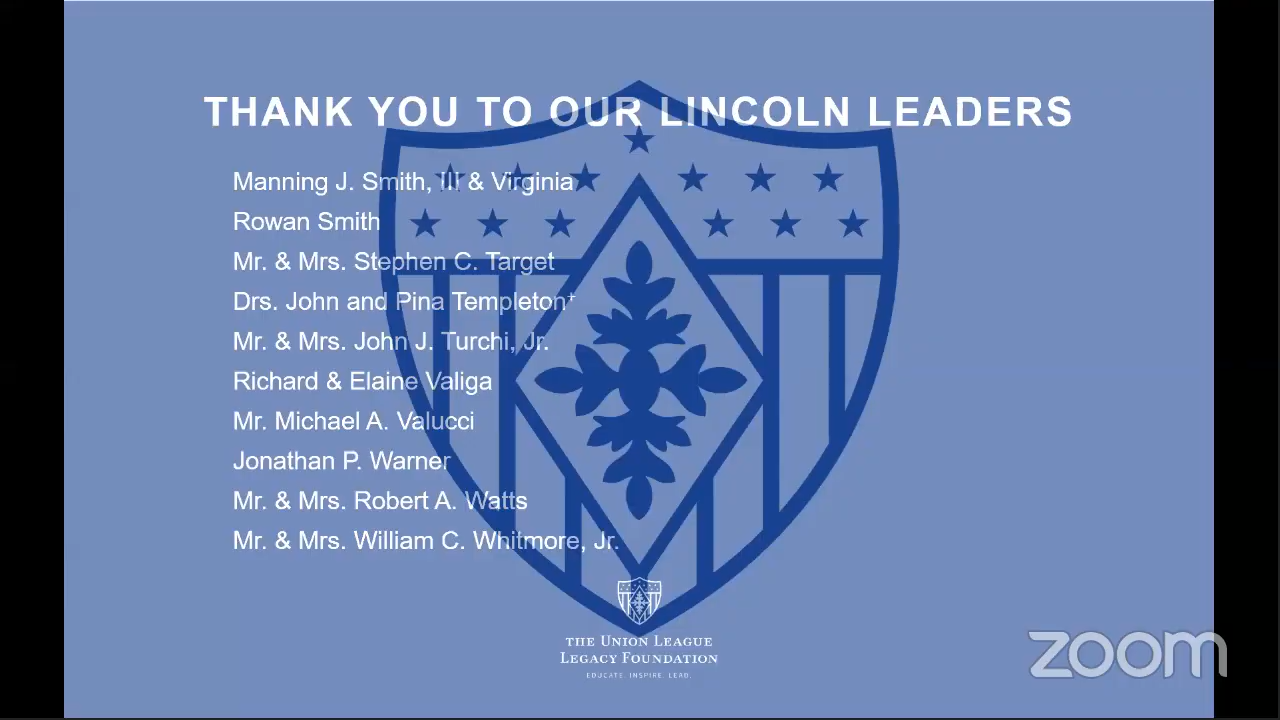 THANK YOU TO OUR LINCOLN LEADERS
Manning J. Smith, III & Virginia
Rowan Smith
Mr. & Mrs. Stephen C. Target
Drs. John and Pina Templeton⁺
Mr. & Mrs. John J. Turchi, Jr.
Richard & Elaine Valiga
Mr. Michael A. Valucci
Jonathan P. Warner
Mr. & Mrs. Robert A. Watts
Mr. & Mrs. William C. Whitmore, Jr.
THE UNION LEAGUE
LEGACY FOUNDATION
EDUCATE. INSPIRE. LEAD.
zoom